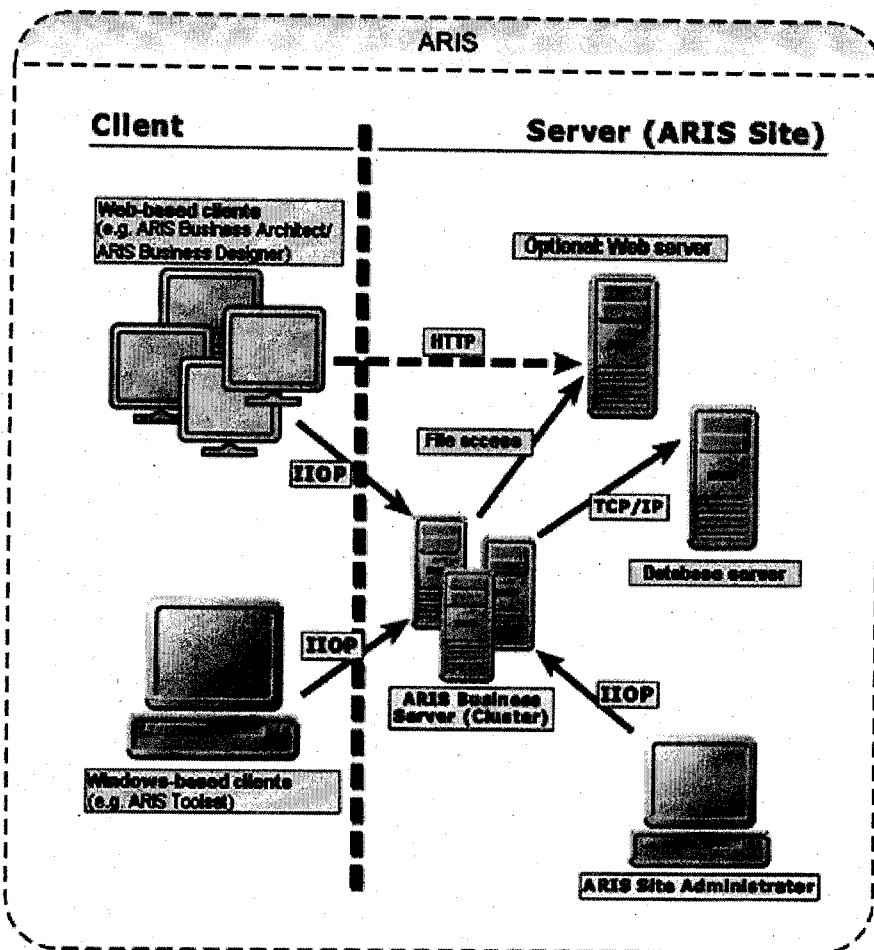 ARIS
Client
Server (ARIS Site)
Web-based clients
(e.g. ARIS Business Architect/
ARIS Business Designer)
Optional: Web server
HTTP
File access
IIOP
TCP/IP
Database server
IIOP
ARIS Business
Server (Cluster)
IIOP
Windows-based clients
(e.g. ARIS Toolset)
ARIS Site Administrator